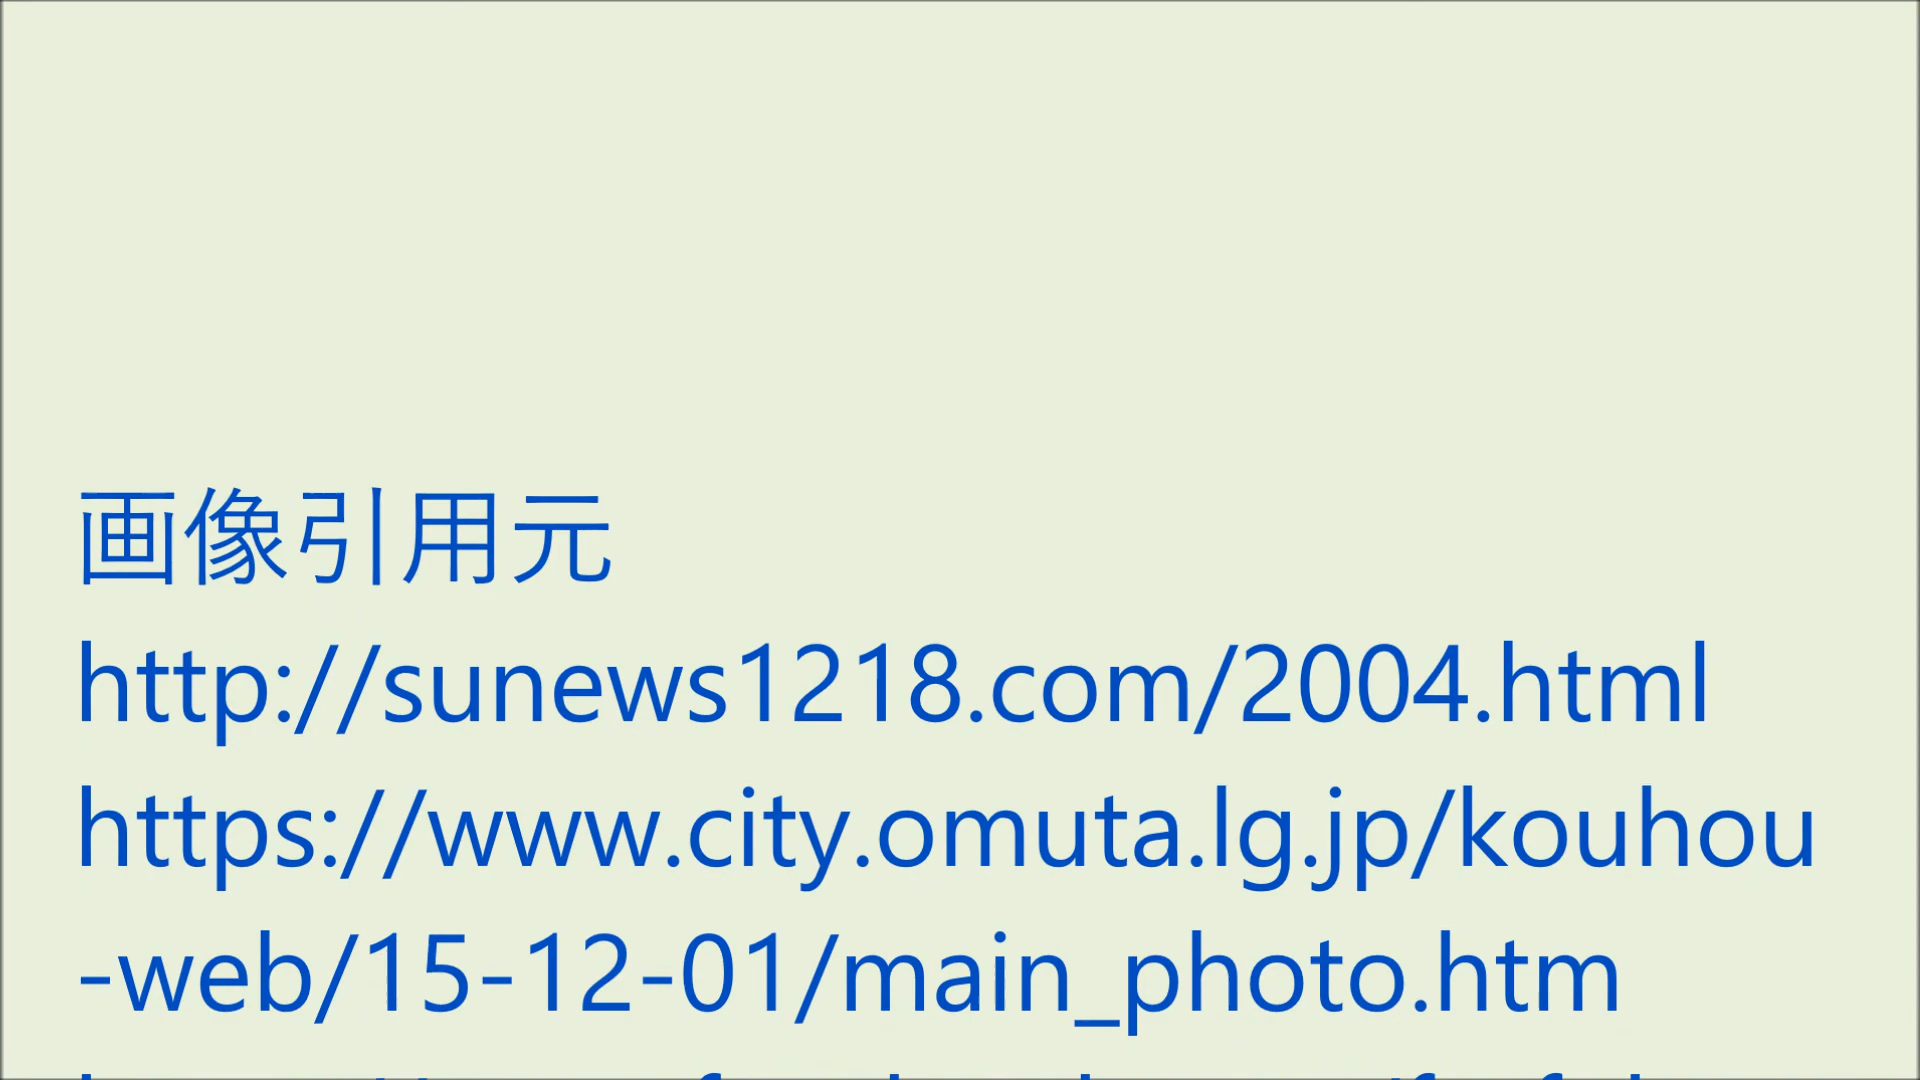 画像引用元
http://sunews1218.com/2004.html
https://www.city.omuta.lg.jp/kouhou
-web/15-12-01/main_photo.htm